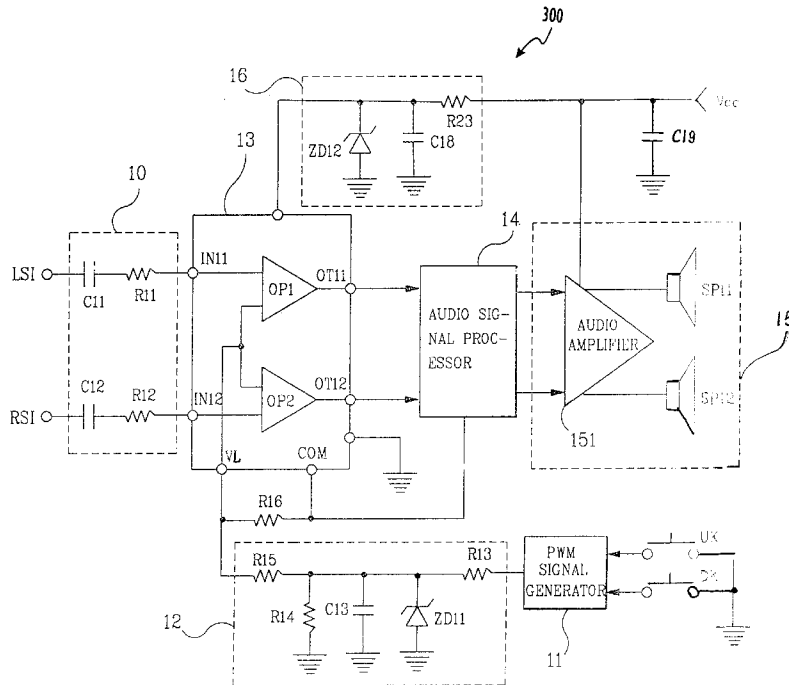 300
16
Vcc
R23
ZD12
C18
C19
13
10
14
15
LSI
C11
R11
IN11
OP1
OT11
AUDIO SIG-
NAL PROC-
ESSOR
AUDIO
AMPLIFIER
SP11
RSI
C12
R12
IN12
OP2
OT12
SP12
151
VL
COM
R16
R15
R13
R14
C13
ZD11
12
PWM
SIGNAL
GENERATOR
11
UK
DK